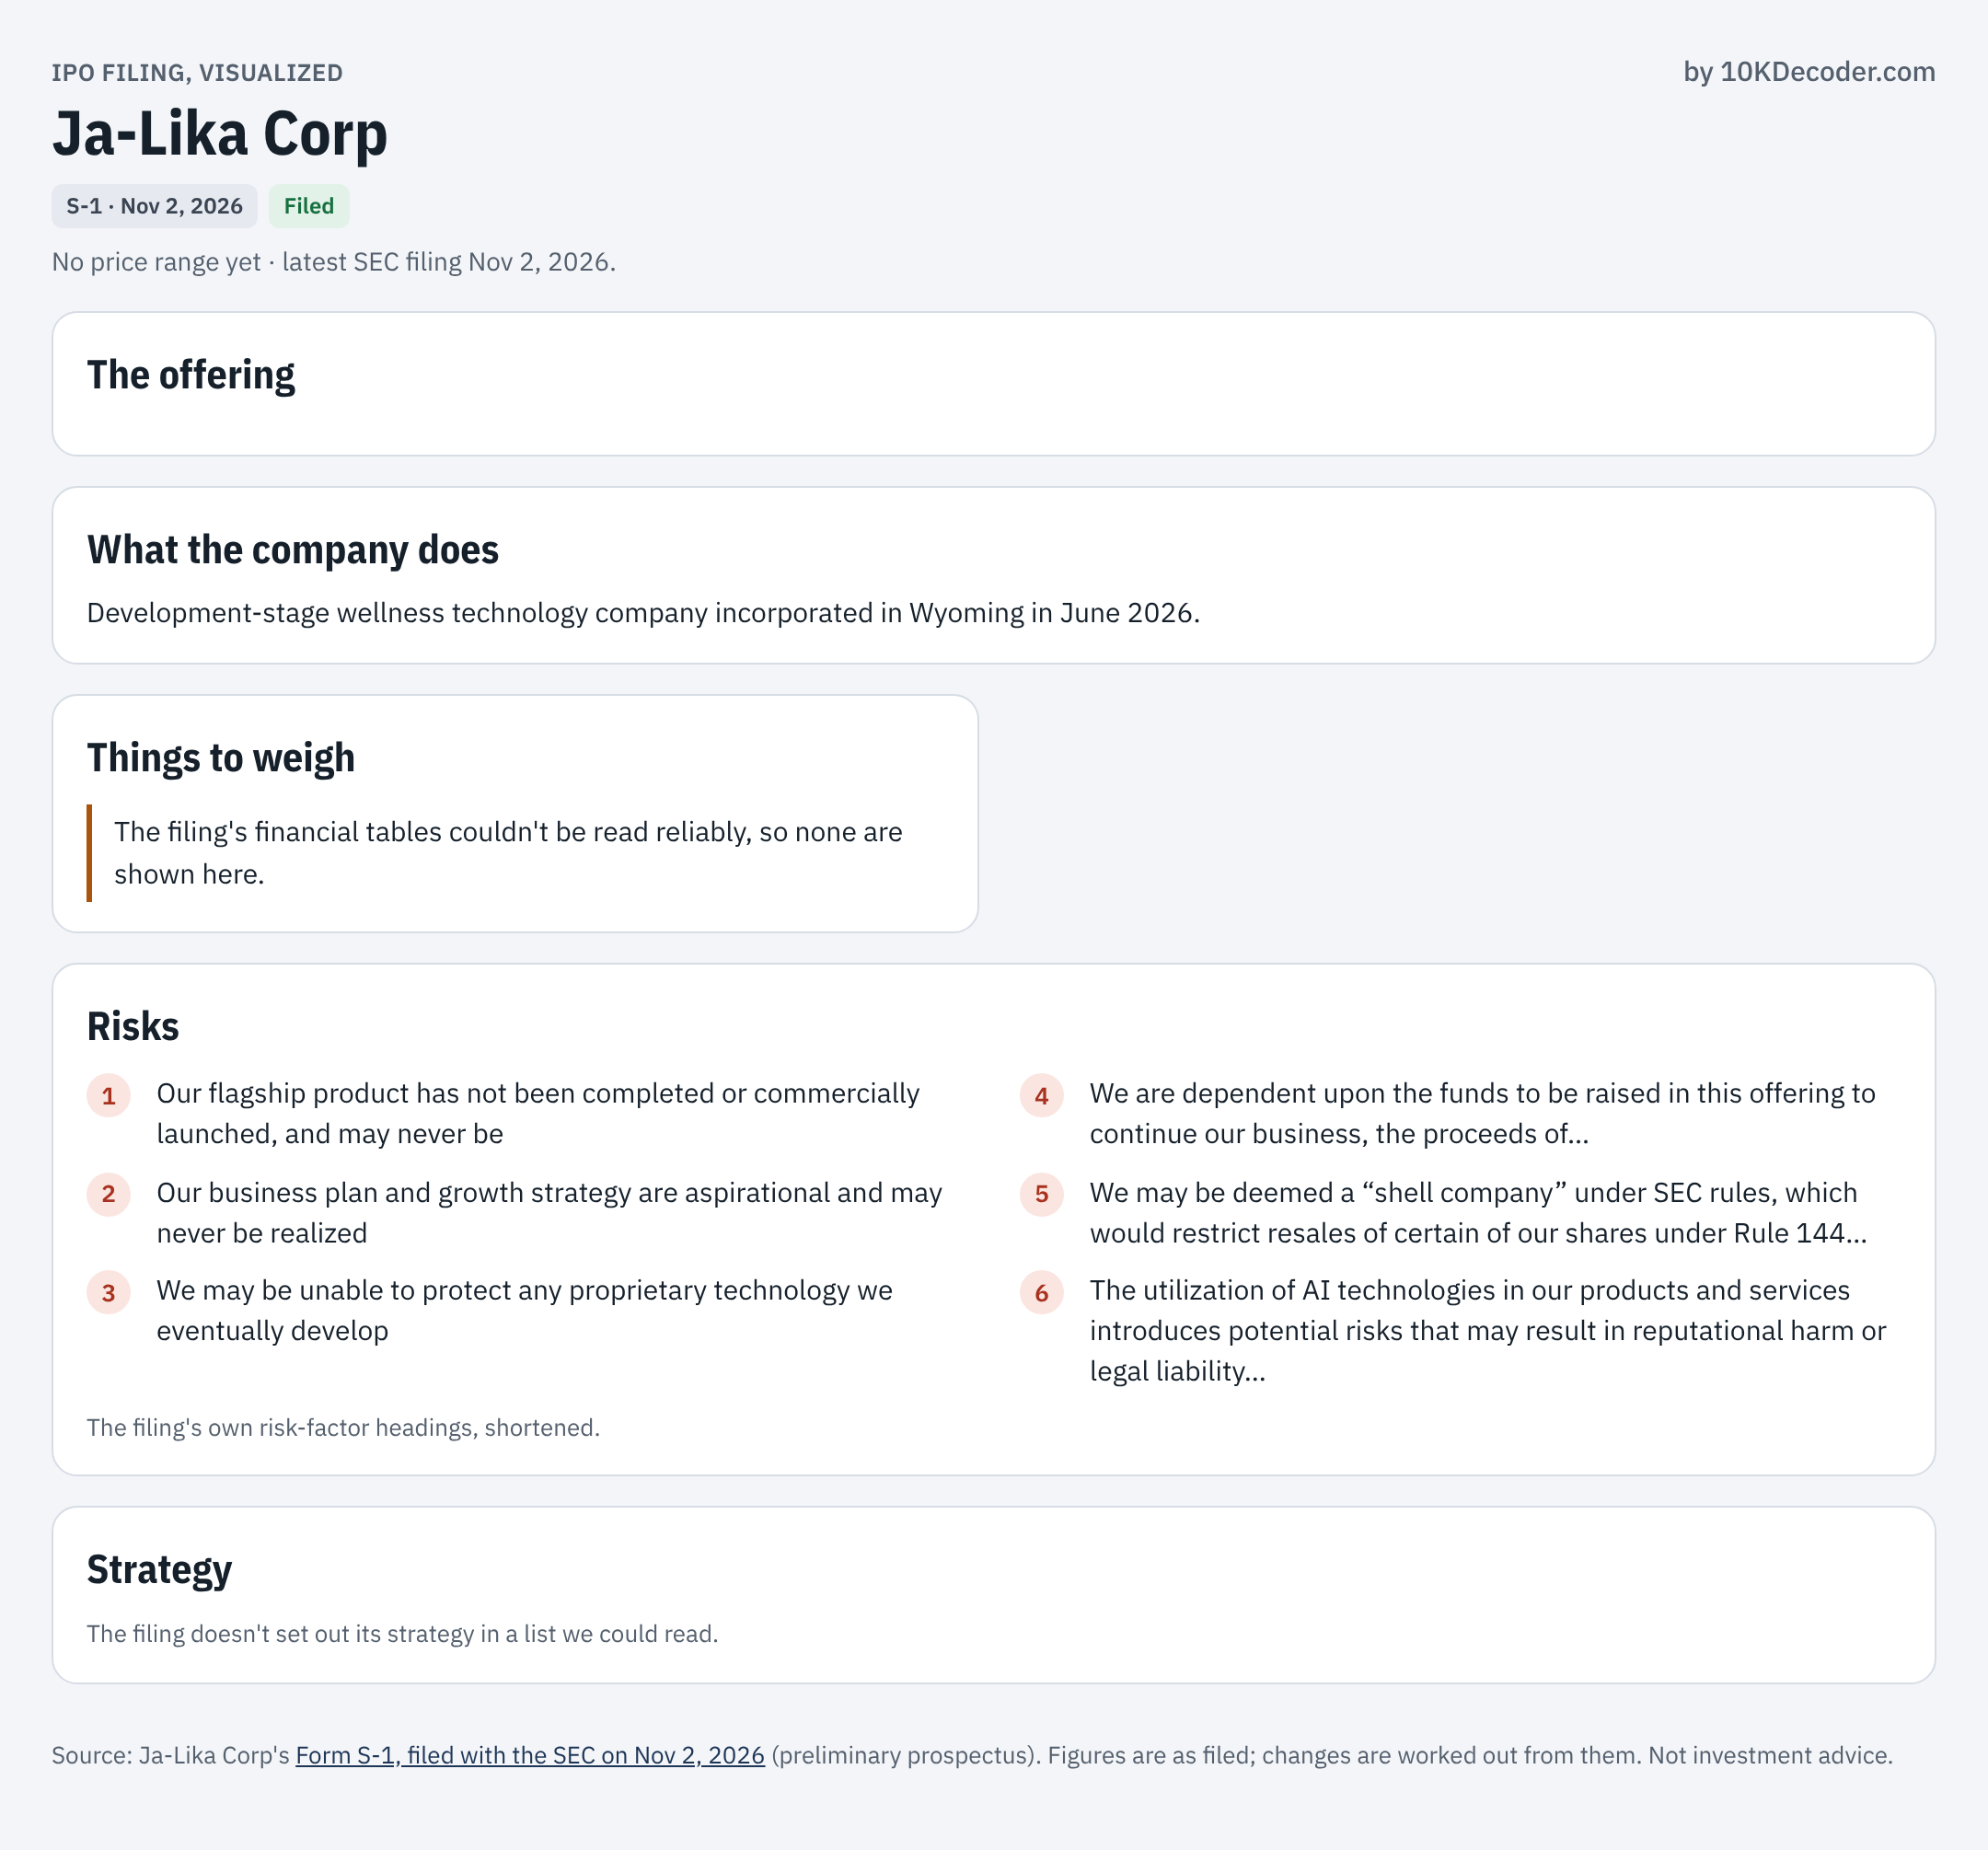 IPO FILING, VISUALIZED
by 10KDecoder.com
Ja-Lika Corp
S-1 · Nov 2, 2026
Filed
No price range yet · latest SEC filing Nov 2, 2026.
The offering
What the company does
Development-stage wellness technology company incorporated in Wyoming in June 2026.
Things to weigh
The filing's financial tables couldn't be read reliably, so none are
shown here.
Risks
1 Our flagship product has not been completed or commercially
launched, and may never be
2 Our business plan and growth strategy are aspirational and may
never be realized
3 We may be unable to protect any proprietary technology we
eventually develop
4 We are dependent upon the funds to be raised in this offering to
continue our business, the proceeds of...
5 We may be deemed a “shell company” under SEC rules, which
would restrict resales of certain of our shares under Rule 144...
6 The utilization of AI technologies in our products and services
introduces potential risks that may result in reputational harm or
legal liability...
The filing's own risk-factor headings, shortened.
Strategy
The filing doesn't set out its strategy in a list we could read.
Source: Ja-Lika Corp's Form S-1, filed with the SEC on Nov 2, 2026 (preliminary prospectus). Figures are as filed; changes are worked out from them. Not investment advice.